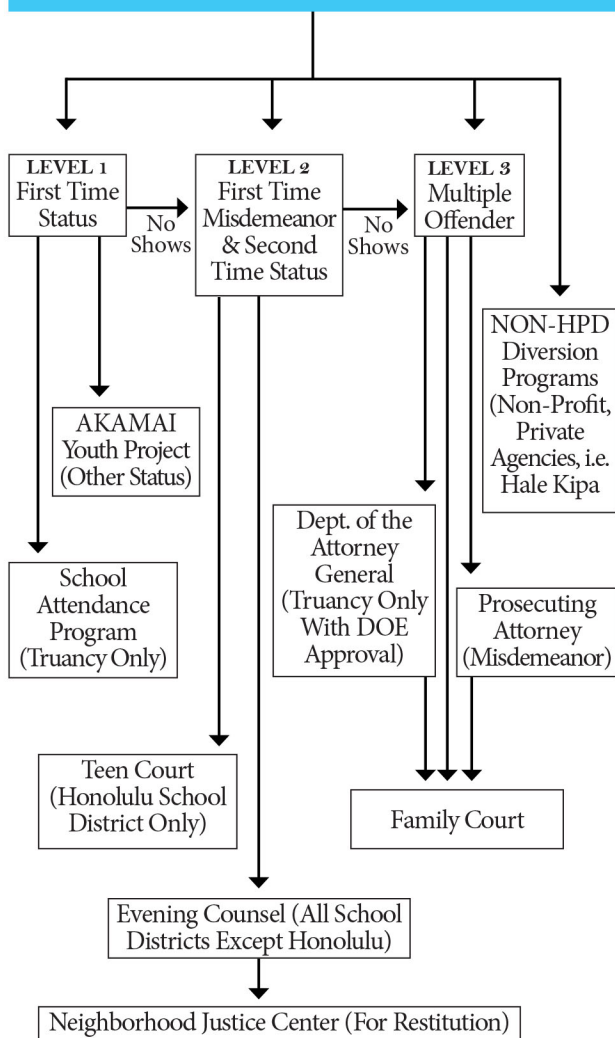 LEVEL 1
First Time
Status
No
Shows
LEVEL 2
First Time
Misdemeanor
& Second
Time Status
No
Shows
LEVEL 3
Multiple
Offender
NON-HPD
Diversion
Programs
(Non-Profit,
Private
Agencies, i.e.
Hale Kipa
AKAMAI
Youth Project
(Other Status)
School
Attendance
Program
(Truancy Only)
Dept. of the
Attorney
General
(Truancy Only
With DOE
Approval)
Prosecuting
Attorney
(Misdemeanor)
Teen Court
(Honolulu School
District Only)
Family Court
Evening Counsel (All School
Districts Except Honolulu)
Neighborhood Justice Center (For Restitution)